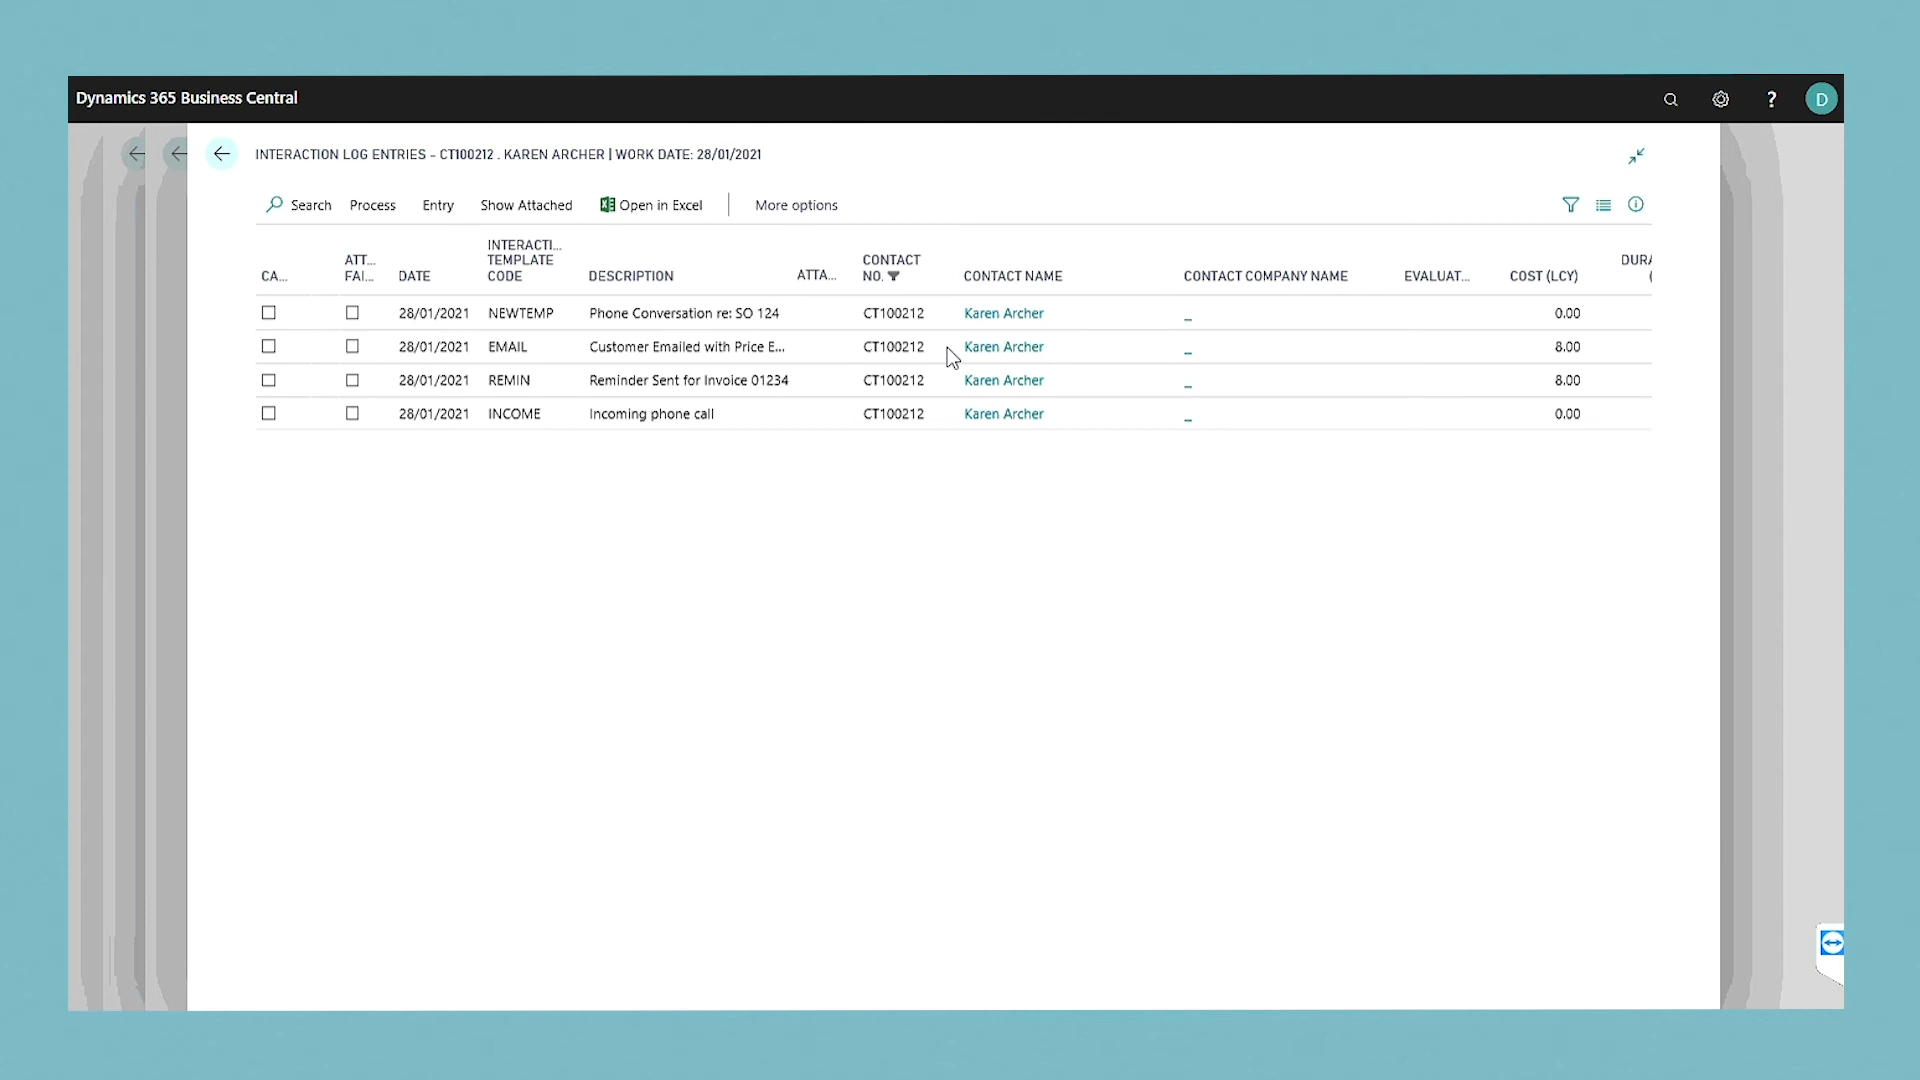 Dynamics 365 Business Central
?
D
INTERACTION LOG ENTRIES – CT100212 . KAREN ARCHER | WORK DATE: 28/01/2021
Search Process Entry Show Attached Open in Excel More options
CA... ATT... FAI... DATE INTERACTI... TEMPLATE CODE DESCRIPTION ATTA... CONTACT NO. CONTACT NAME CONTACT COMPANY NAME EVALUAT... COST (LCY) DURA (
28/01/2021 NEWTEMP Phone Conversation re: SO 124 CT100212 Karen Archer _ 0.00
28/01/2021 EMAIL Customer Emailed with Price E... CT100212 Karen Archer _ 8.00
28/01/2021 REMIN Reminder Sent for Invoice 01234 CT100212 Karen Archer _ 8.00
28/01/2021 INCOME Incoming phone call CT100212 Karen Archer _ 0.00